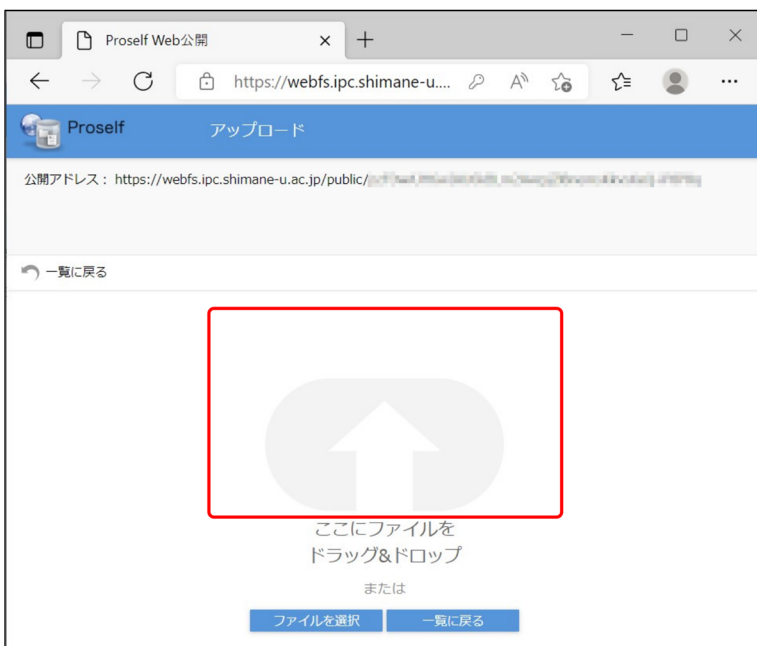 Proself Web公開
https://webfs.ipc.shimane-u....
Proself
アップロード
公開アドレス： https://webfs.ipc.shimane-u.ac.jp/public/
一覧に戻る
ここにファイルを
ドラッグ&ドロップ
または
ファイルを選択
一覧に戻る